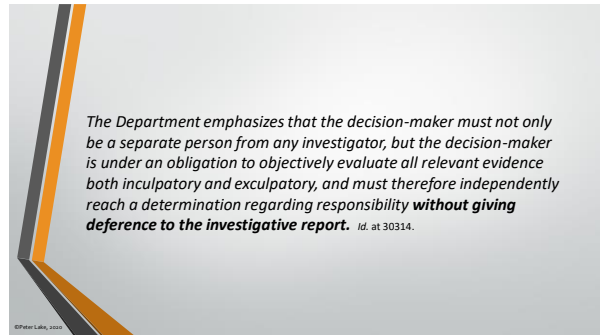 The Department emphasizes that the decision-maker must not only
be a separate person from any investigator, but the decision-maker
is under an obligation to objectively evaluate all relevant evidence
both inculpatory and exculpatory, and must therefore independently
reach a determination regarding responsibility without giving
deference to the investigative report. Id. at 30314.
©Peter Lake, 2020